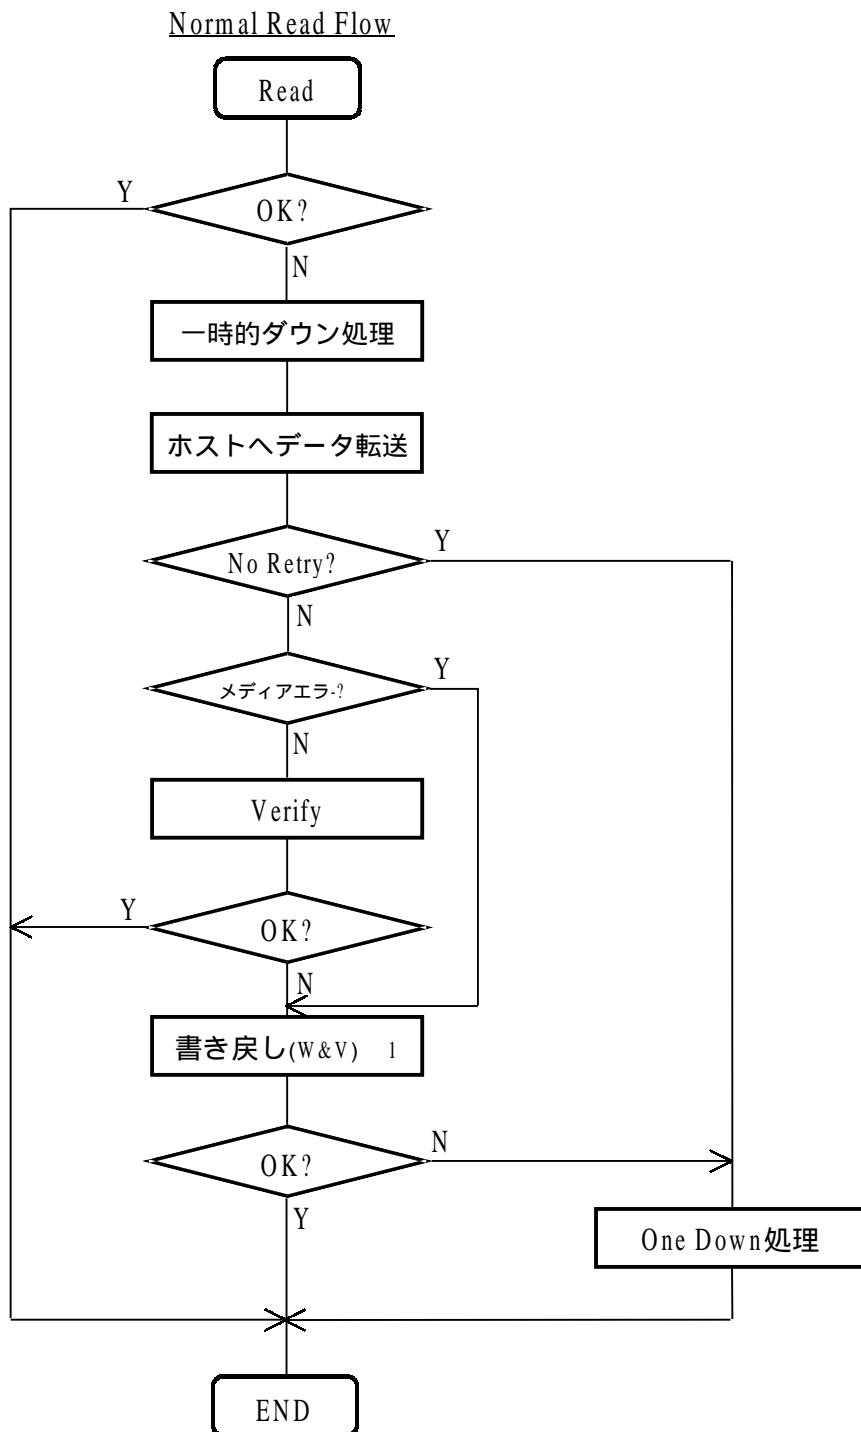 Normal Read Flow
Read
Y
OK?
N
一時的ダウン処理
ホストへデータ転送
No Retry?
Y
N
メディアエラ-?
Y
N
Verify
Y
OK?
N
書き戻し(W&V) 1
OK?
N
Y
One Down処理
END